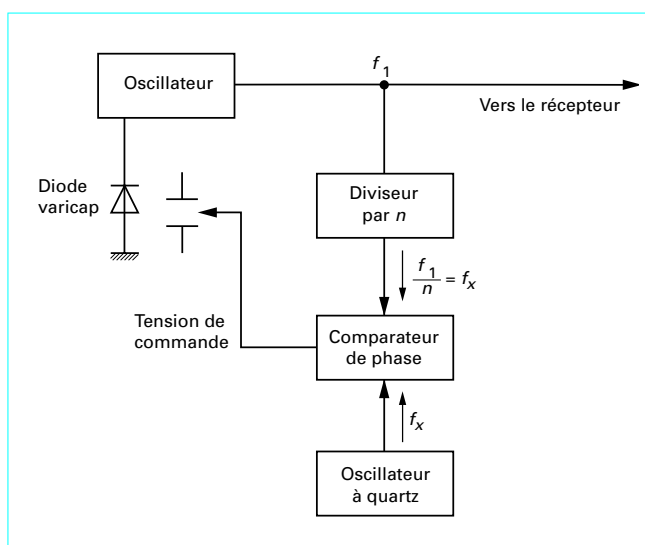 Oscillateur
f1
Vers le récepteur
Diode
varicap
Diviseur
par n
f1/n = fx
Tension de
commande
Comparateur
de phase
fx
Oscillateur
à quartz